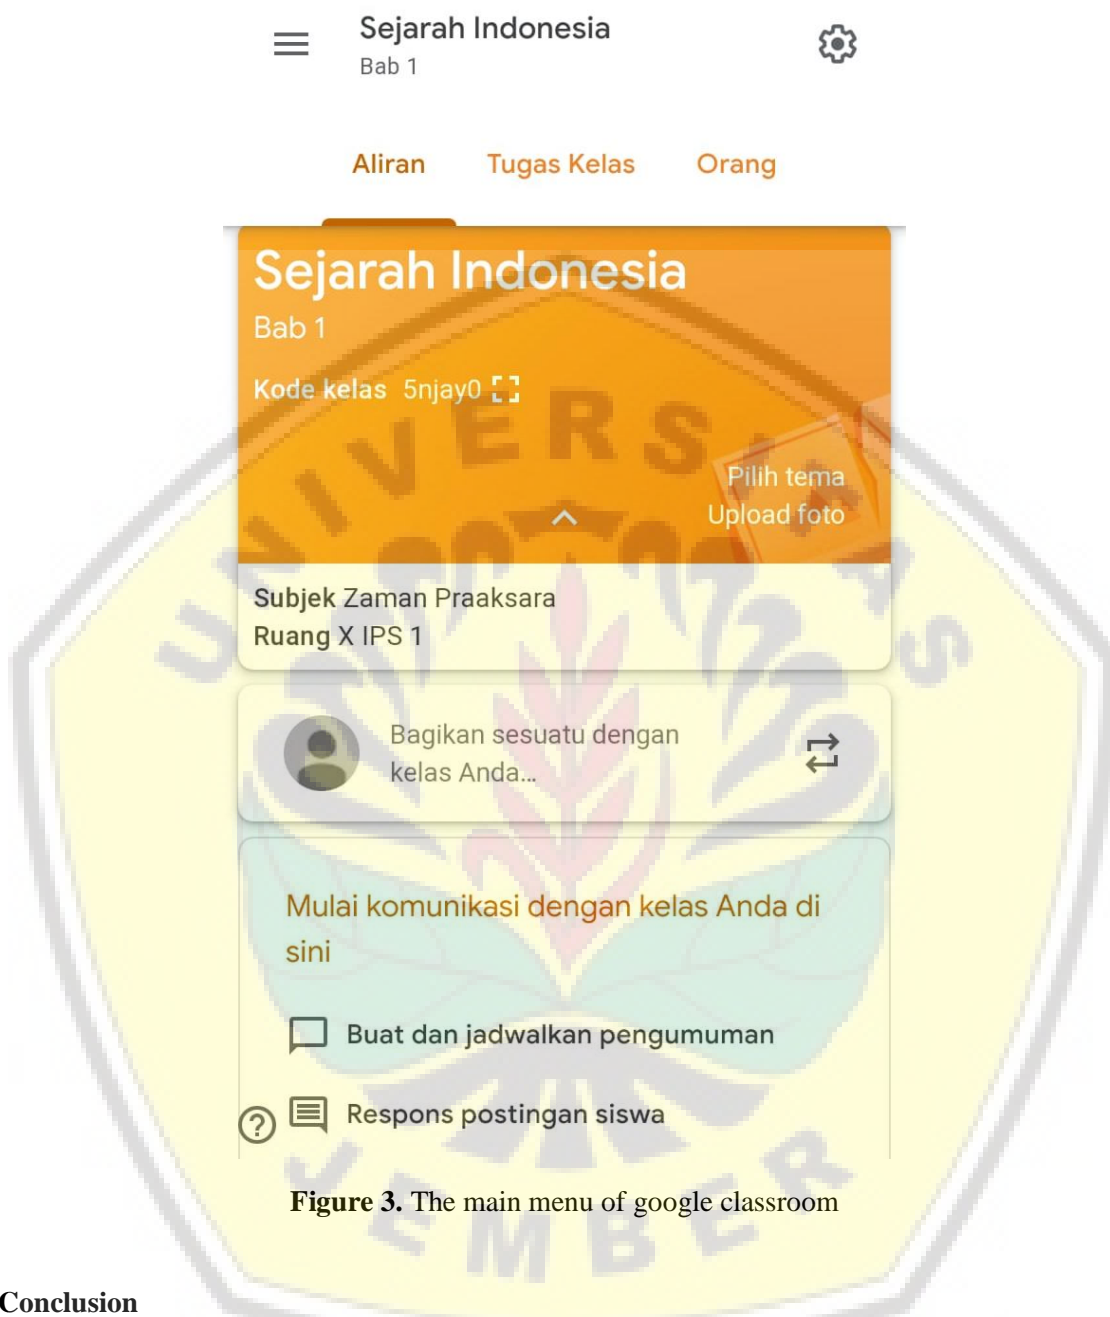 Sejarah Indonesia
Bab 1
Aliran Tugas Kelas Orang
Sejarah Indonesia
Bab 1
Kode kelas 5njay0
Pilih tema
Upload foto
Subjek Zaman Praaksara
Ruang X IPS 1
Bagikan sesuatu dengan
kelas Anda...
Mulai komunikasi dengan kelas Anda di
sini
Buat dan jadwalkan pengumuman
Respons postingan siswa
Figure 3. The main menu of google classroom
Conclusion
UNIVERSITAS
JEMBER